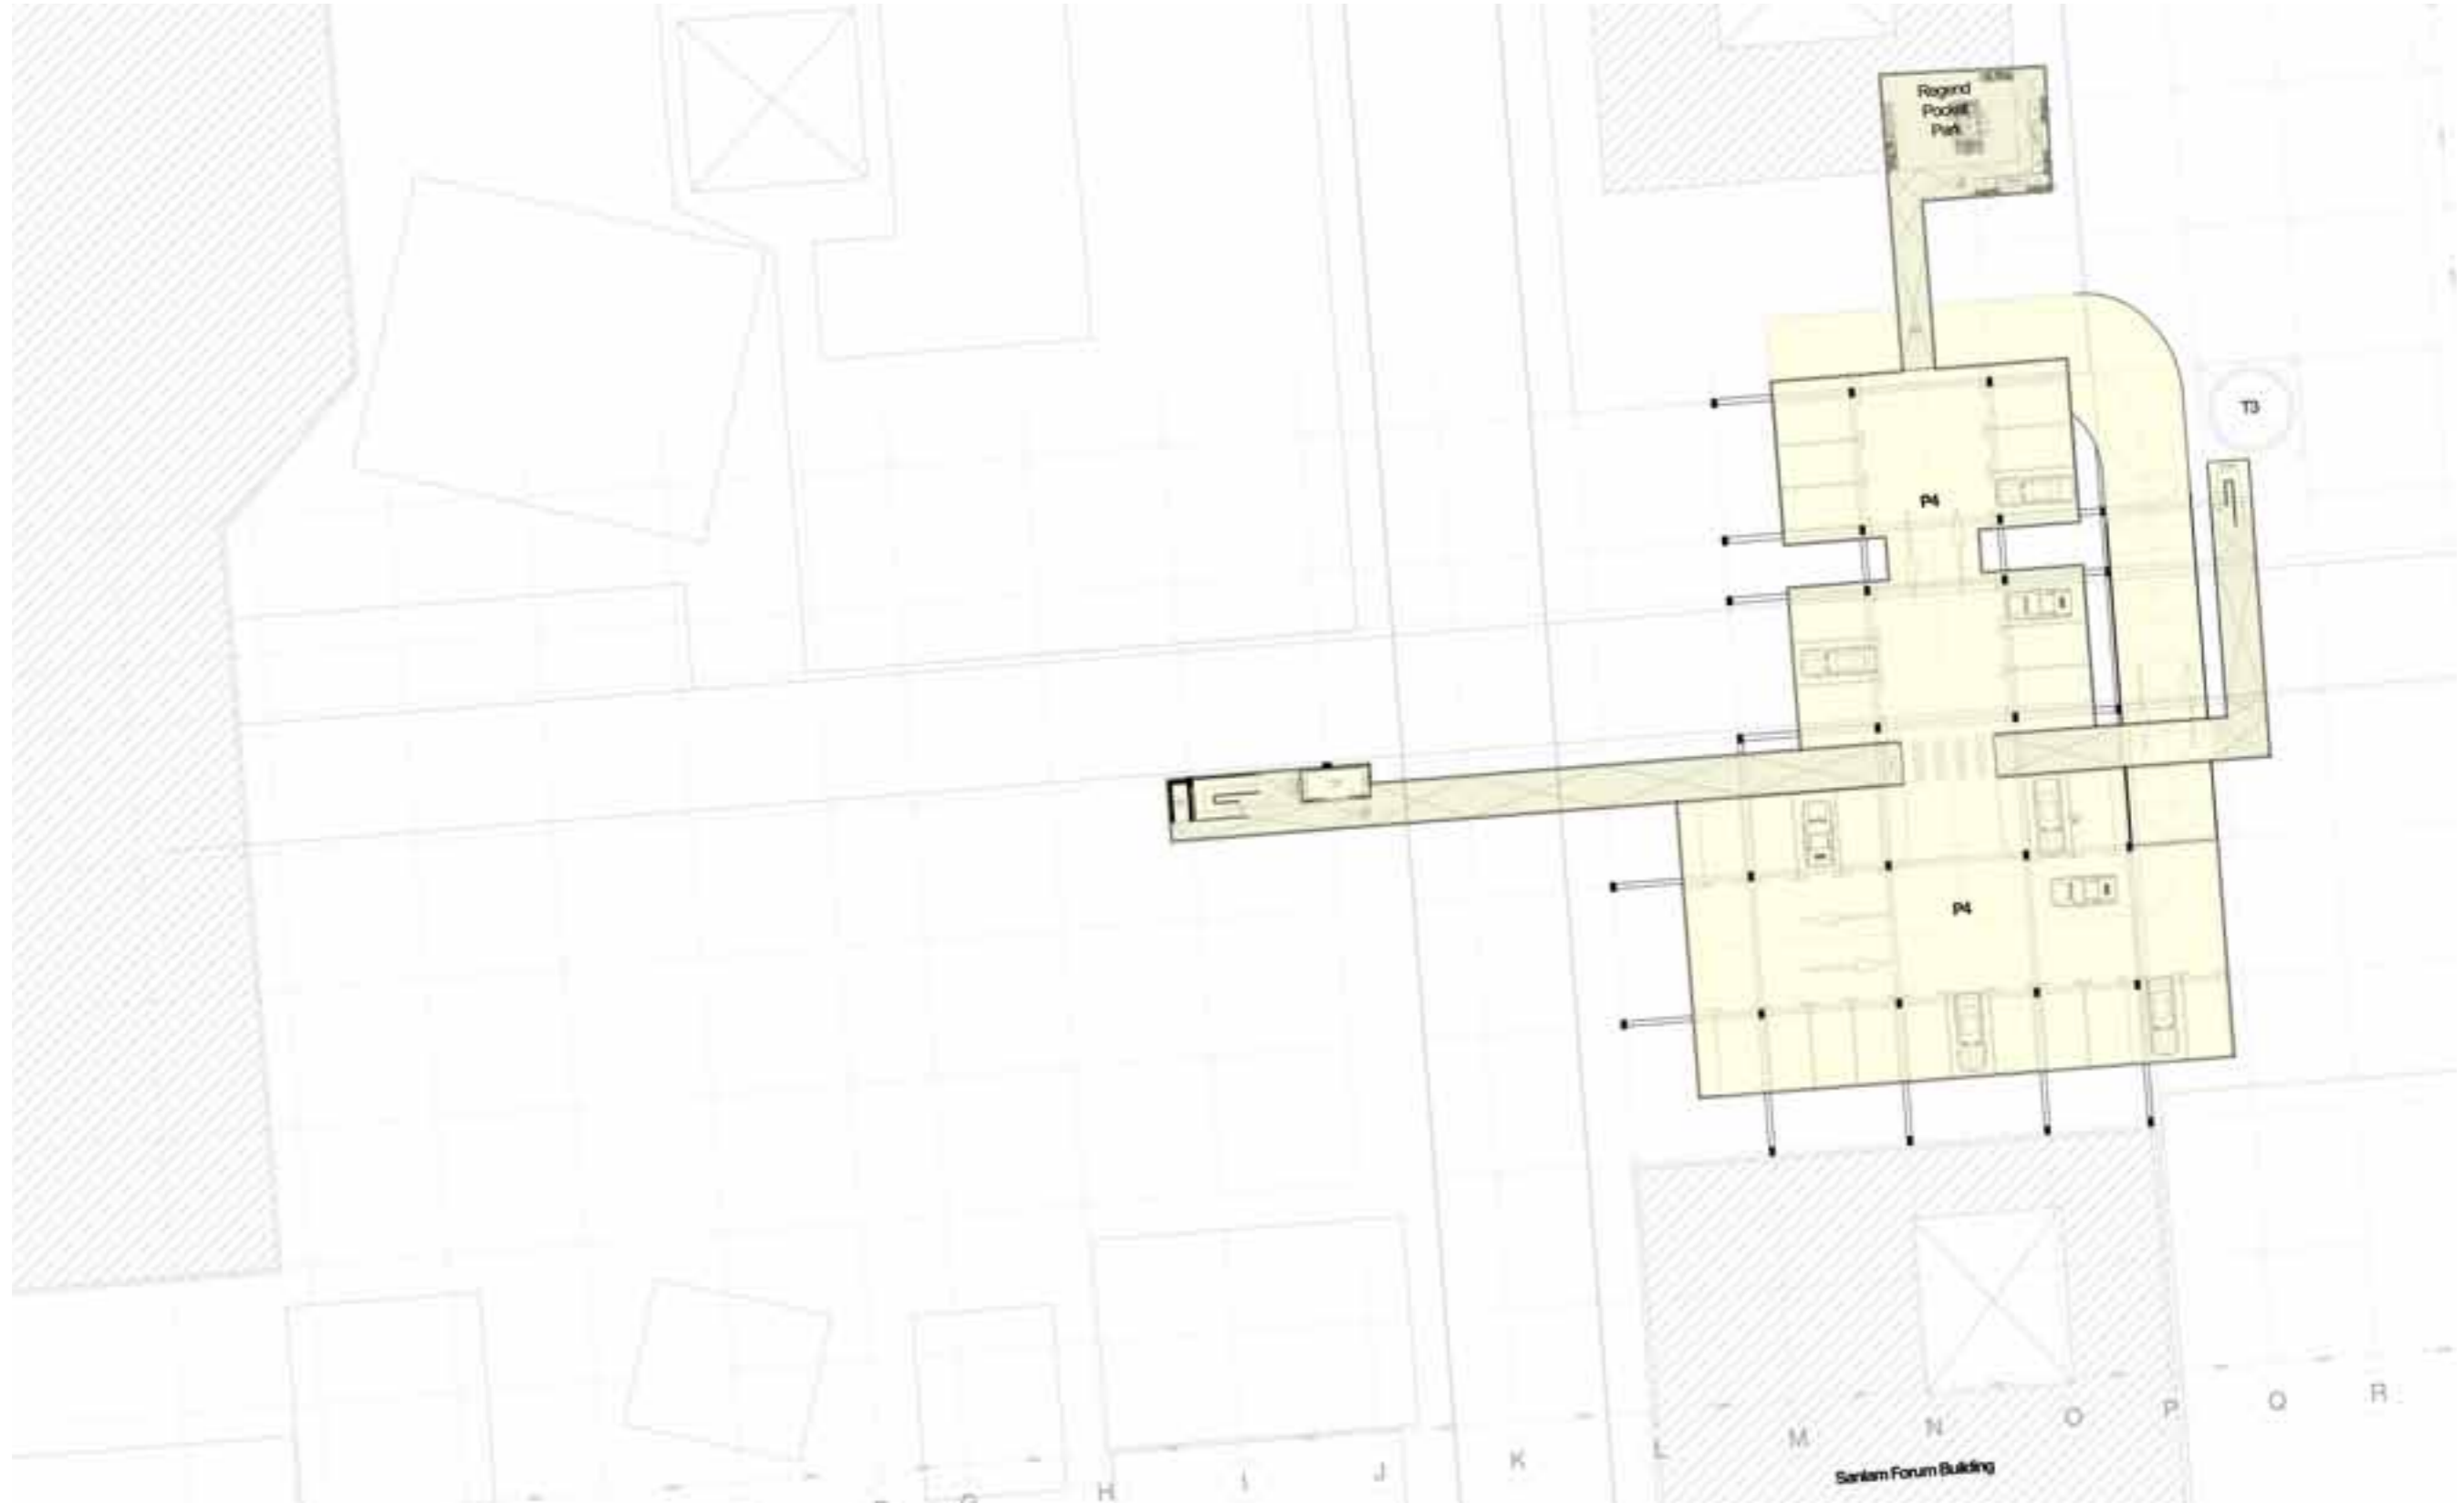 Regend
Pocket
Park
T3
P4
P4
H
I
J
K
L
M
N
O
P
Q
R
Sanlam Forum Building